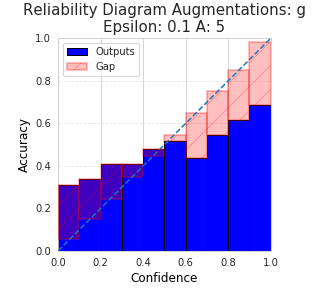 Reliability Diagram Augmentations: g
Epsilon: 0.1 A: 5
1.0
0.8
0.6
0.4
0.2
0.0
Accuracy
Outputs
Gap
0.0 0.2 0.4 0.6 0.8 1.0
Confidence